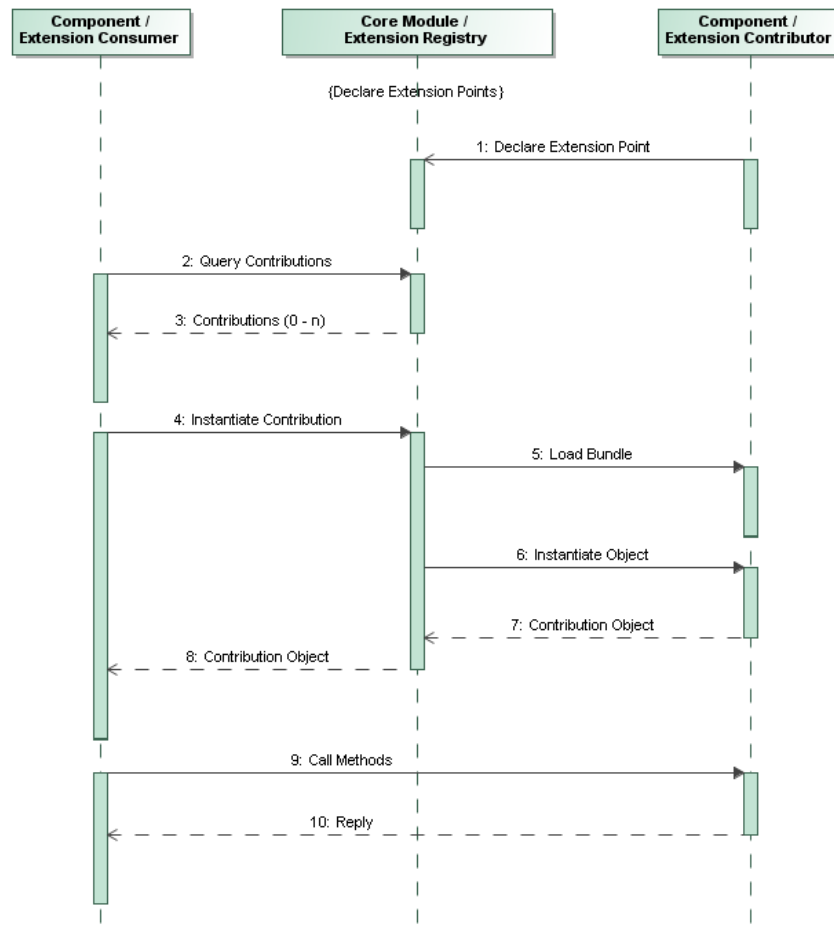 Component /
Extension Consumer
Core Module /
Extension Registry
Component /
Extension Contributor
{Declare Extension Points}
1: Declare Extension Point
2: Query Contributions
3: Contributions (0 - n)
4: Instantiate Contribution
5: Load Bundle
6: Instantiate Object
7: Contribution Object
8: Contribution Object
9: Call Methods
10: Reply